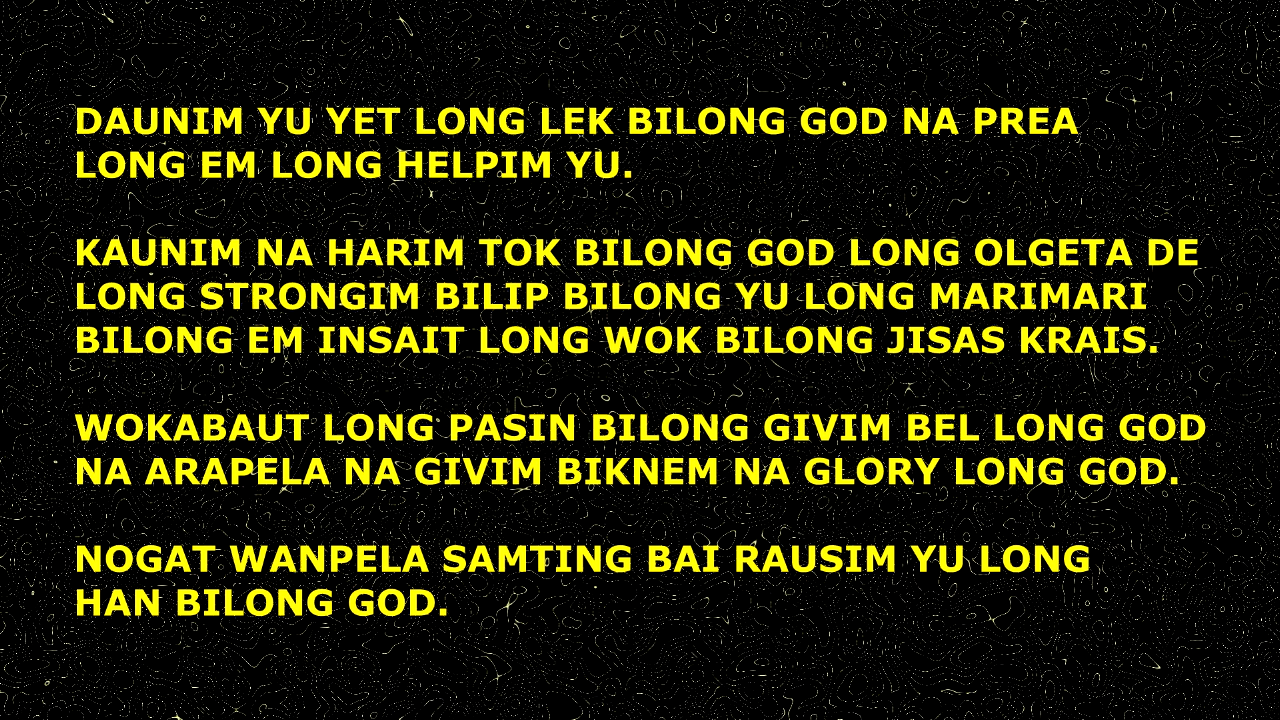 DAUNIM YU YET LONG LEK BILONG GOD NA PREA
LONG EM LONG HELPIM YU.
KAUNIM NA HARIM TOK BILONG GOD LONG OLGETA DE
LONG STRONGIM BILIP BILONG YU LONG MARIMARI
BILONG EM INSAIT LONG WOK BILONG JISAS KRAIS.
WOKABAUT LONG PASIN BILONG GIVIM BEL LONG GOD
NA ARAPELA NA GIVIM BIKNEM NA GLORY LONG GOD.
NOGAT WANPELA SAMTING BAI RAUSIM YU LONG
HAN BILONG GOD.